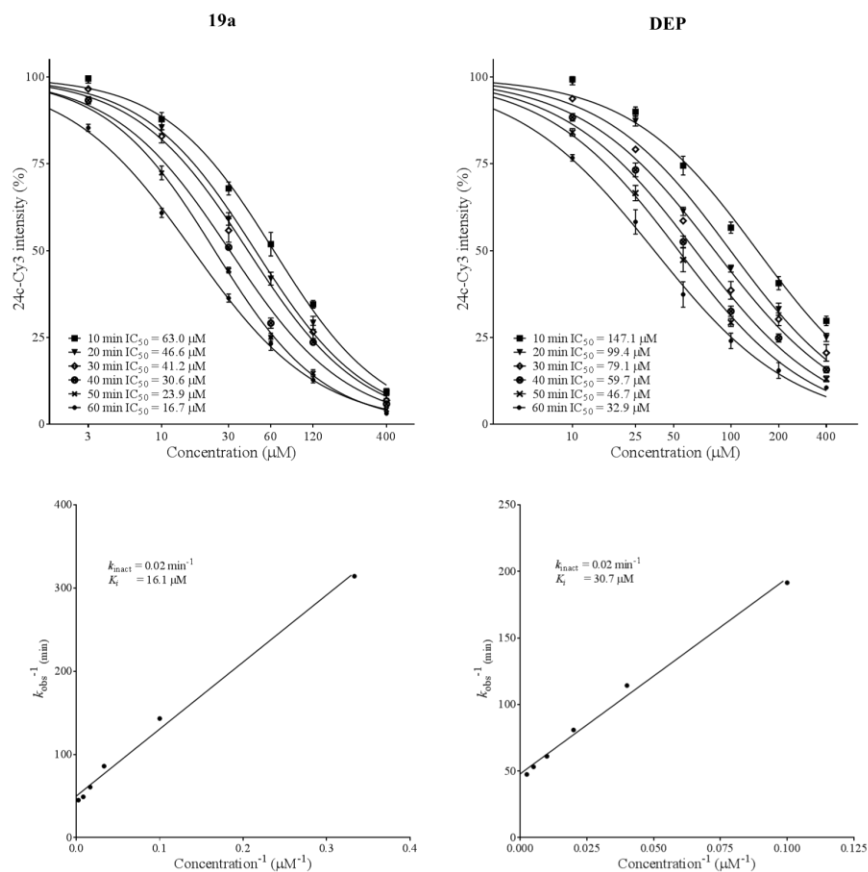 19a
DEP
24c-Cy3 intensity (%)
100
75
50
25
0
10 min IC50 = 63.0 μM
20 min IC50 = 46.6 μM
30 min IC50 = 41.2 μM
40 min IC50 = 30.6 μM
50 min IC50 = 23.9 μM
60 min IC50 = 16.7 μM
3 10 30 60 120 400
Concentration (μM)
24c-Cy3 intensity (%)
100
75
50
25
0
10 min IC50 = 147.1 μM
20 min IC50 = 99.4 μM
30 min IC50 = 79.1 μM
40 min IC50 = 59.7 μM
50 min IC50 = 46.7 μM
60 min IC50 = 32.9 μM
10 25 50 100 200 400
Concentration (μM)
kobs-1 (min)
400
300
200
100
0
kinact = 0.02 min-1
Ki = 16.1 μM
0.0 0.1 0.2 0.3 0.4
Concentration-1 (μM-1)
kobs-1 (min)
250
200
150
100
50
0
kinact = 0.02 min-1
Ki = 30.7 μM
0.000 0.025 0.050 0.075 0.100 0.125
Concentration-1 (μM-1)